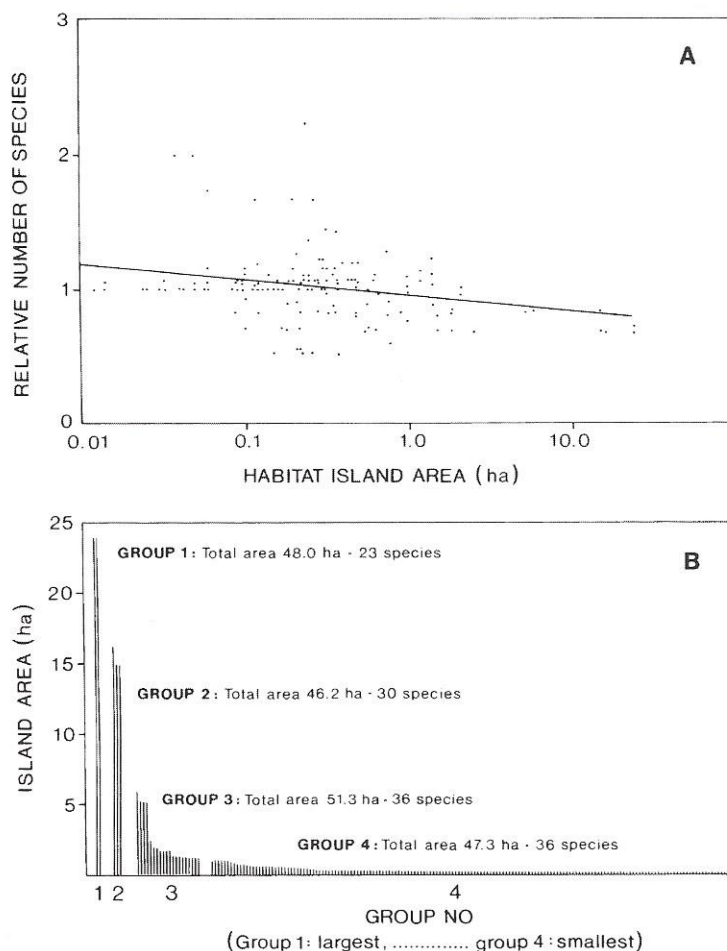 3
A
RELATIVE NUMBER OF SPECIES
2
1
0
0.01 0.1 1.0 10.0
HABITAT ISLAND AREA (ha)
25
GROUP 1: Total area 48.0 ha - 23 species
B
20
ISLAND AREA (ha)
15
GROUP 2: Total area 46.2 ha - 30 species
10
GROUP 3: Total area 51.3 ha - 36 species
5
GROUP 4: Total area 47.3 ha - 36 species
1 2 3 4
GROUP NO
(Group 1: largest, .............. group 4: smallest)